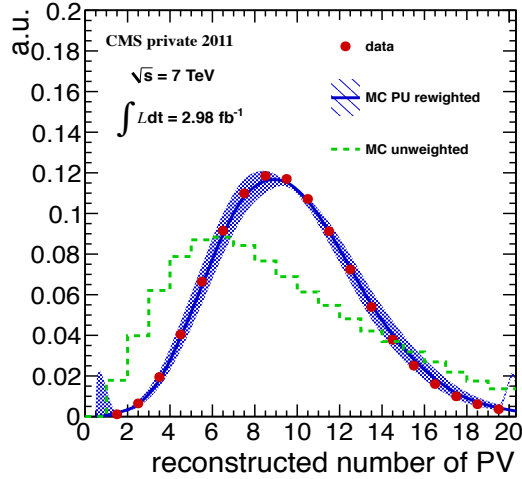 a.u.
0.2
0.18
0.16
0.14
0.12
0.1
0.08
0.06
0.04
0.02
0
CMS private 2011
√s = 7 TeV
∫ Ldt = 2.98 fb⁻¹
data
MC PU rewighted
MC unweighted
0 2 4 6 8 10 12 14 16 18 20
reconstructed number of PV